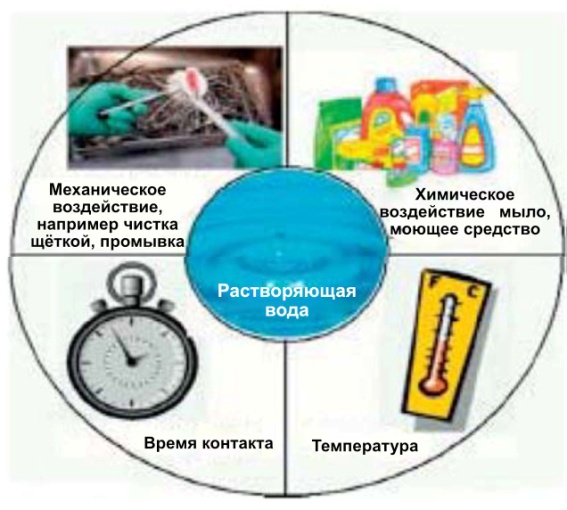 Механическое
воздействие,
например чистка
щёткой, промывка
Химическое
воздействие мыло,
моющее средство
Растворяющая
вода
F C
Время контакта
Температура